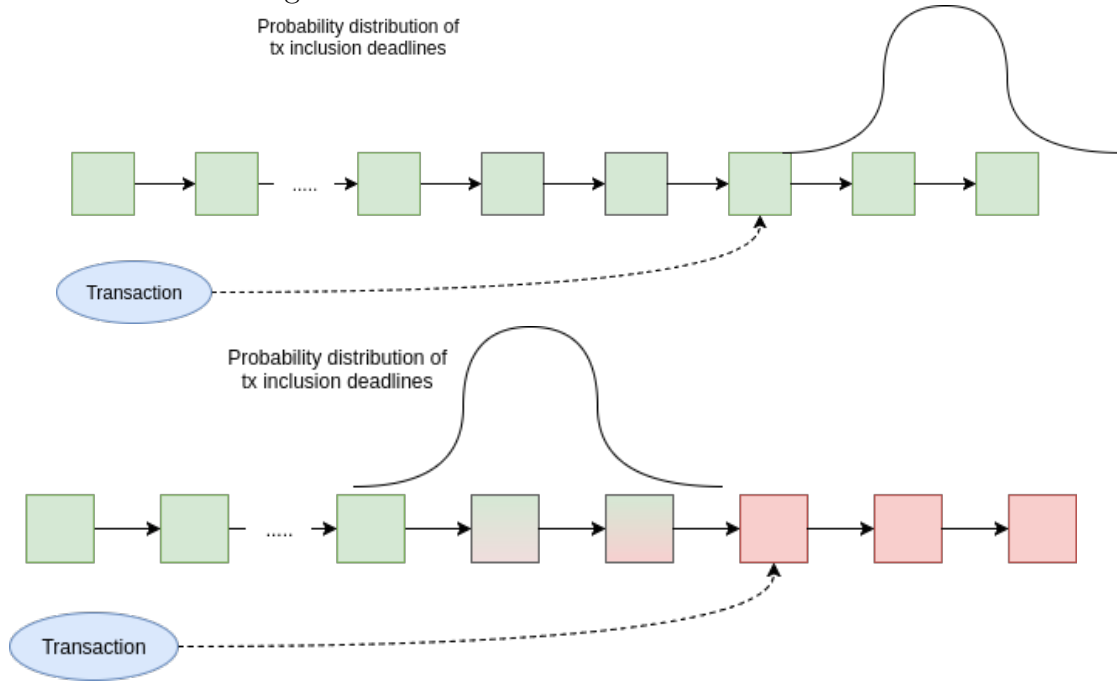 Probability distribution of
tx inclusion deadlines
.....
Transaction
Probability distribution of
tx inclusion deadlines
.....
Transaction